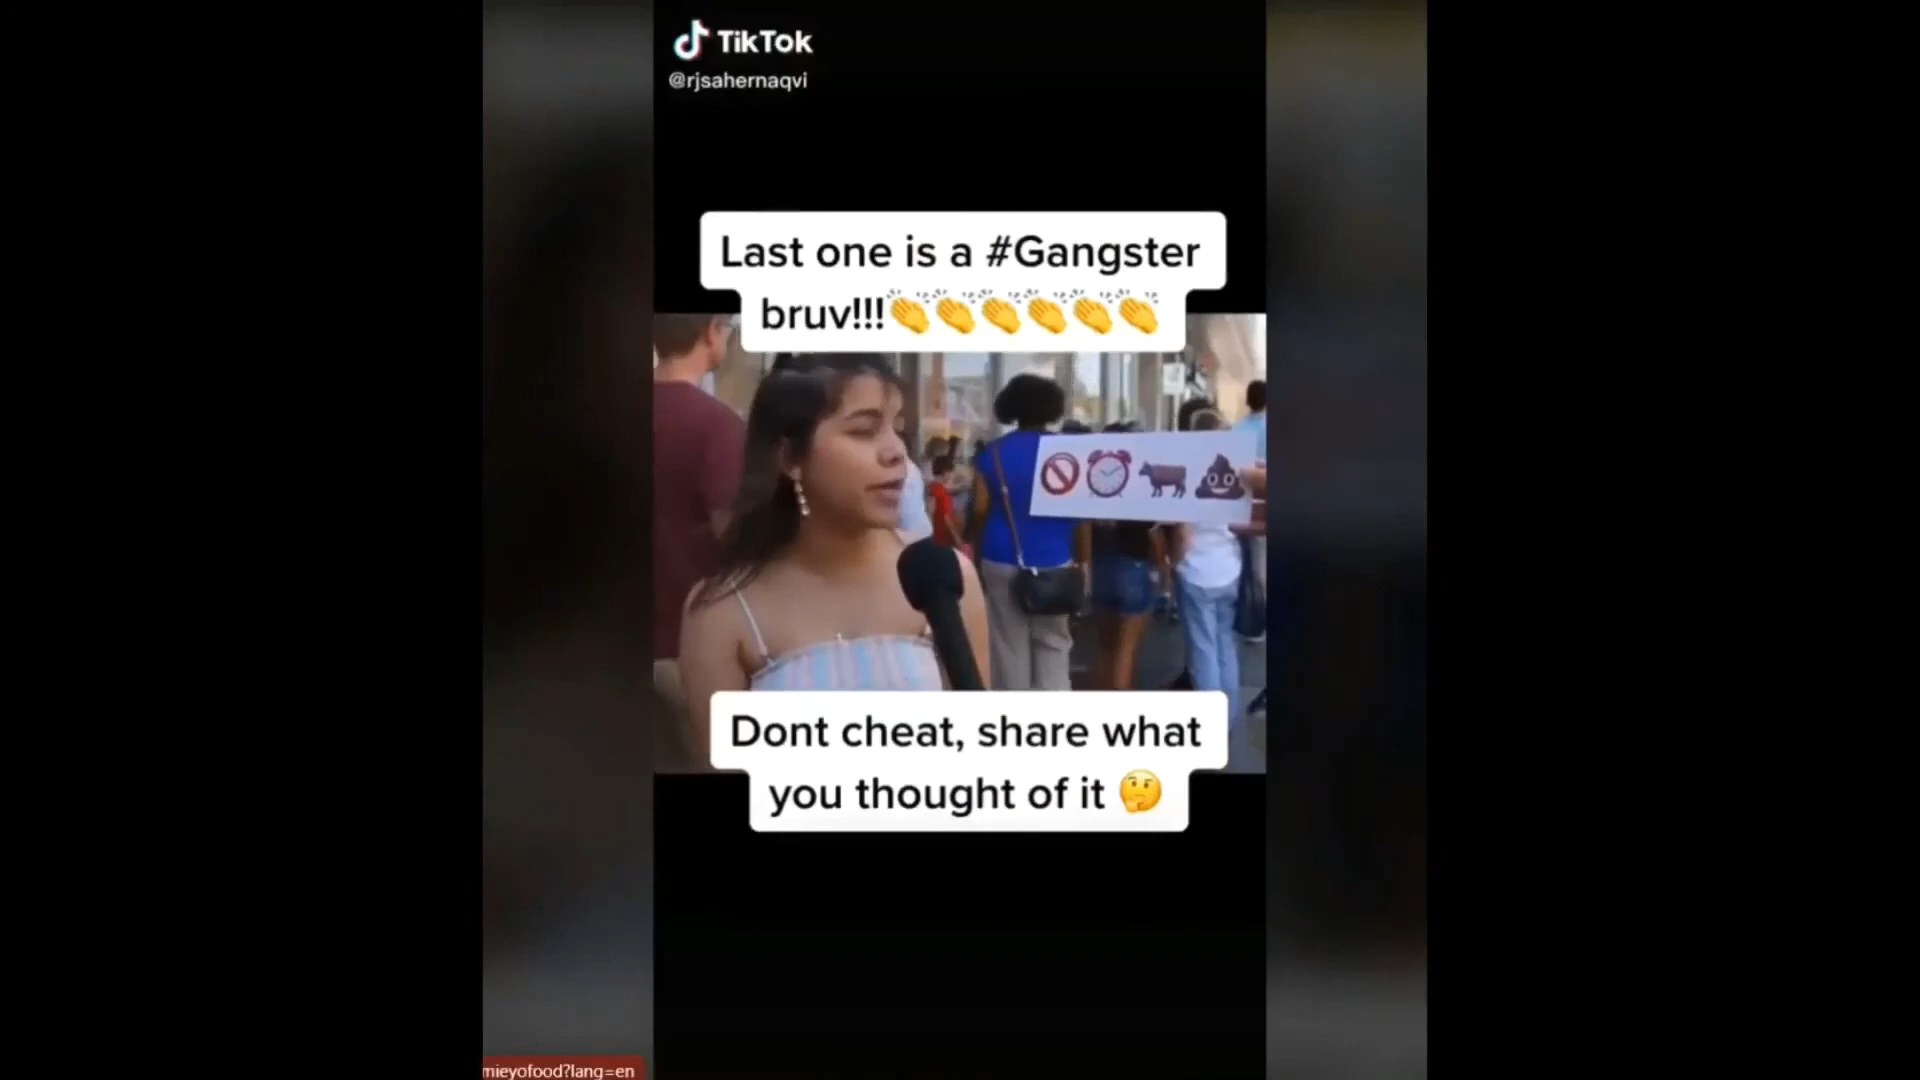 TikTok
@rjsahernaqvi
Last one is a #Gangster
bruv!!!👏👏👏👏👏👏
🚫⏰🐂💩
Dont cheat, share what
you thought of it 🤔
mieyofood?lang=en